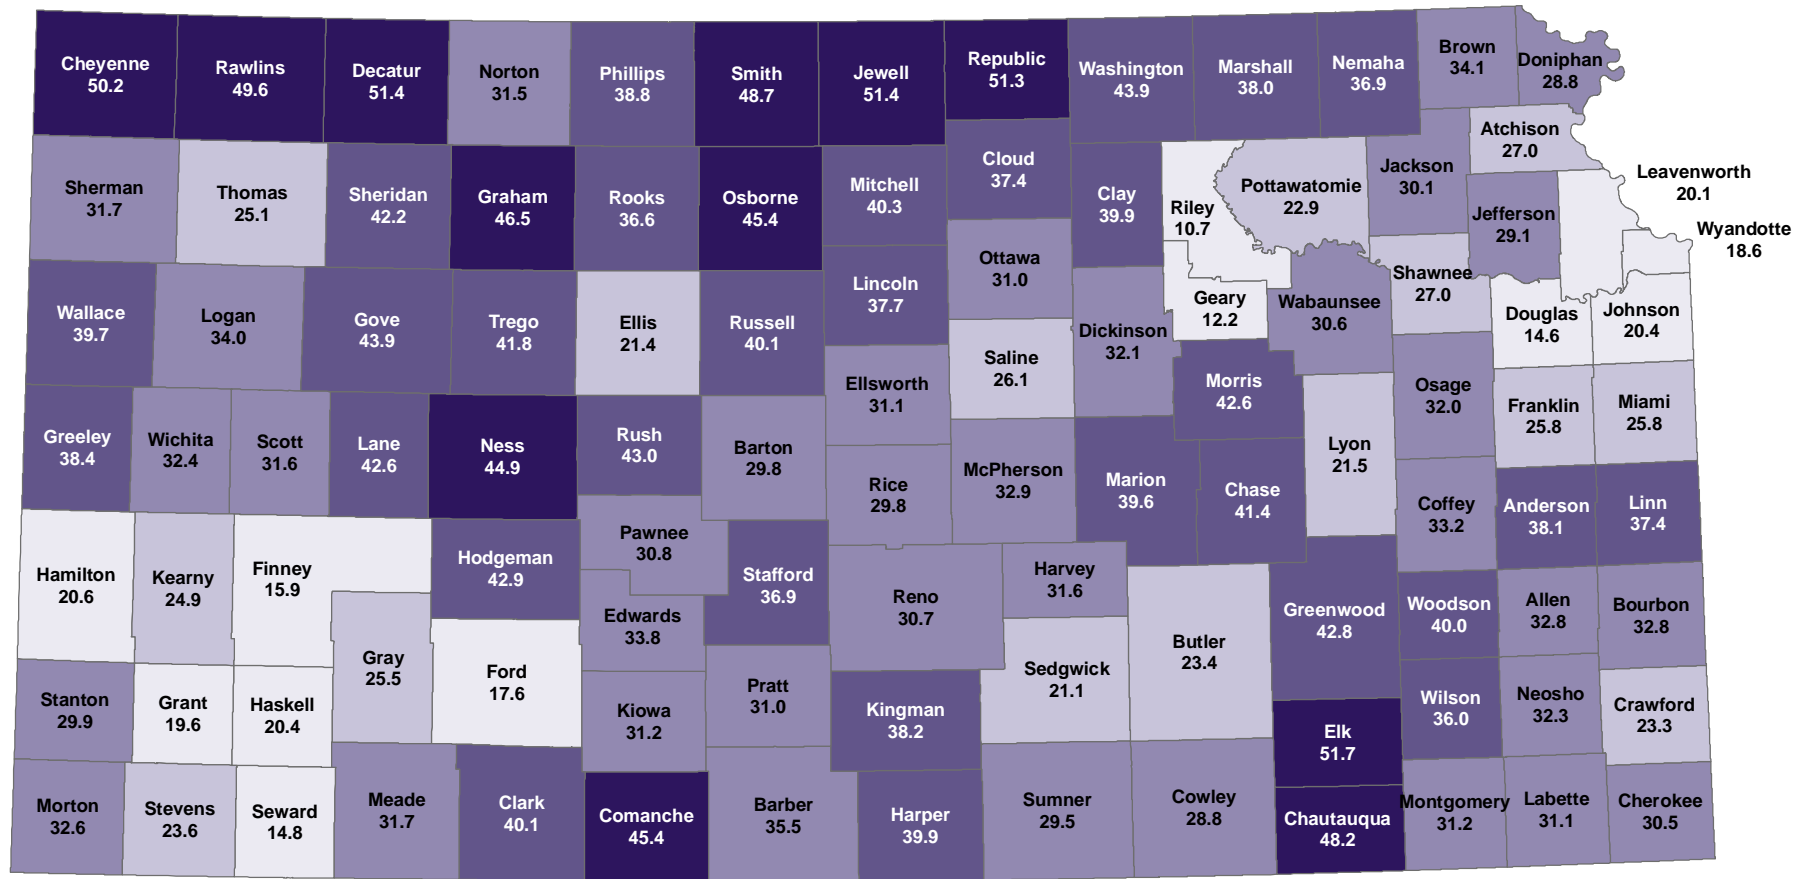 Cheyenne
50.2
Rawlins
49.6
Decatur
51.4
Norton
31.5
Phillips
38.8
Smith
48.7
Jewell
51.4
Republic
51.3
Washington
43.9
Marshall
38.0
Nemaha
36.9
Brown
34.1
Doniphan
28.8
Sherman
31.7
Thomas
25.1
Sheridan
42.2
Graham
46.5
Rooks
36.6
Osborne
45.4
Mitchell
40.3
Cloud
37.4
Clay
39.9
Riley
10.7
Pottawatomie
22.9
Jackson
30.1
Atchison
27.0
Jefferson
29.1
Leavenworth
20.1
Wyandotte
18.6
Wallace
39.7
Logan
34.0
Gove
43.9
Trego
41.8
Ellis
21.4
Russell
40.1
Lincoln
37.7
Ottawa
31.0
Saline
26.1
Dickinson
32.1
Geary
12.2
Wabaunsee
30.6
Shawnee
27.0
Douglas
14.6
Johnson
20.4
Greeley
38.4
Wichita
32.4
Scott
31.6
Lane
42.6
Ness
44.9
Rush
43.0
Barton
29.8
Ellsworth
31.1
Rice
29.8
McPherson
32.9
Marion
39.6
Morris
42.6
Chase
41.4
Lyon
21.5
Osage
32.0
Franklin
25.8
Miami
25.8
Coffey
33.2
Anderson
38.1
Linn
37.4
Hamilton
20.6
Kearny
24.9
Finney
15.9
Hodgeman
42.9
Pawnee
30.8
Stafford
36.9
Edwards
33.8
Reno
30.7
Harvey
31.6
Sedgwick
21.1
Butler
23.4
Greenwood
42.8
Woodson
40.0
Allen
32.8
Bourbon
32.8
Stanton
29.9
Grant
19.6
Haskell
20.4
Gray
25.5
Ford
17.6
Kiowa
31.2
Pratt
31.0
Kingman
38.2
Elk
51.7
Wilson
36.0
Neosho
32.3
Crawford
23.3
Morton
32.6
Stevens
23.6
Seward
14.8
Meade
31.7
Clark
40.1
Comanche
45.4
Barber
35.5
Harper
39.9
Sumner
29.5
Cowley
28.8
Chautauqua
48.2
Montgomery
31.2
Labette
31.1
Cherokee
30.5